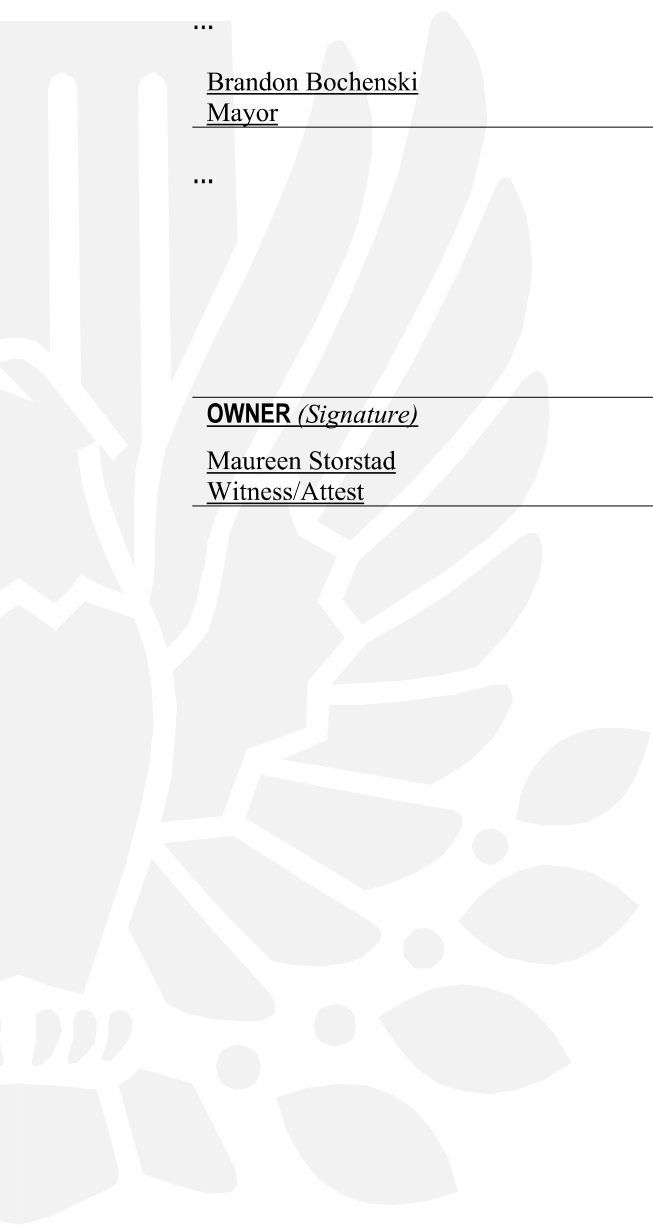 ...
Brandon Bochenski
Mayor
...
OWNER (Signature)
Maureen Storstad
Witness/Attest